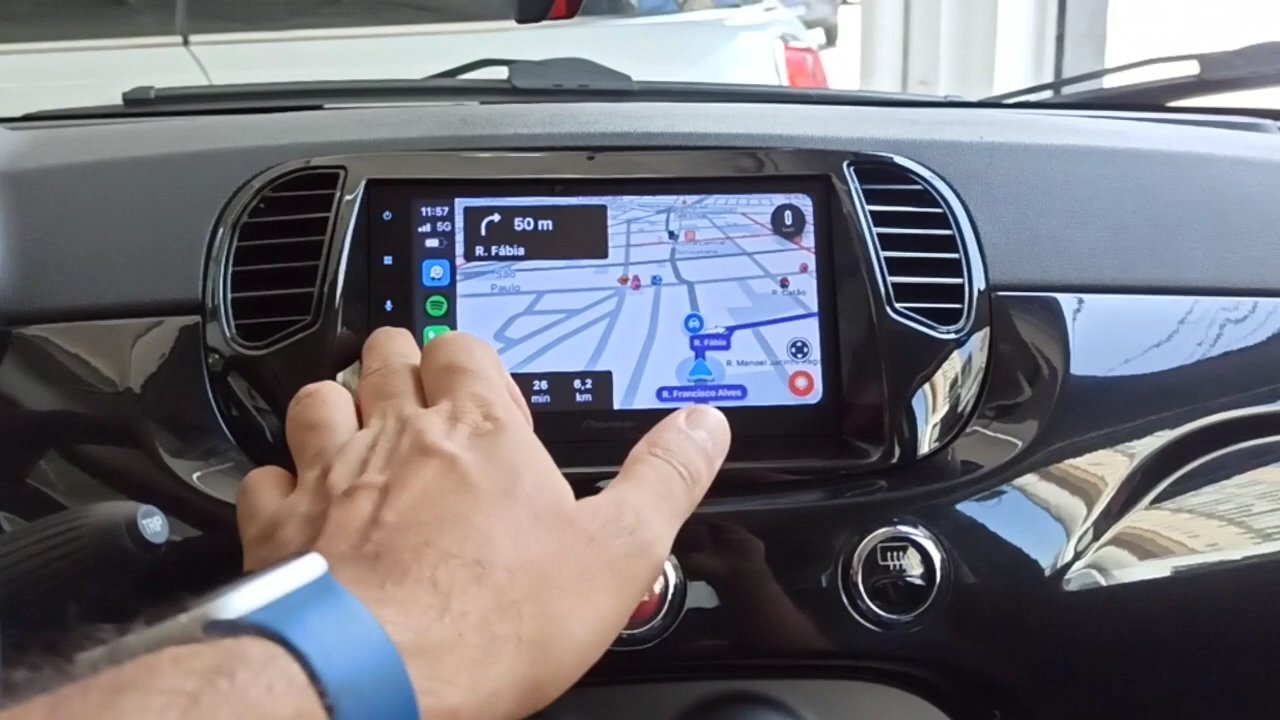 11:57
5G
50 m
R. Fábia
São
Paulo
0
R. Catão
R. Fábia
R. Manoel Jacinto
R. Francisco Alves
26
min
6,2
km
Pioneer
TRIP